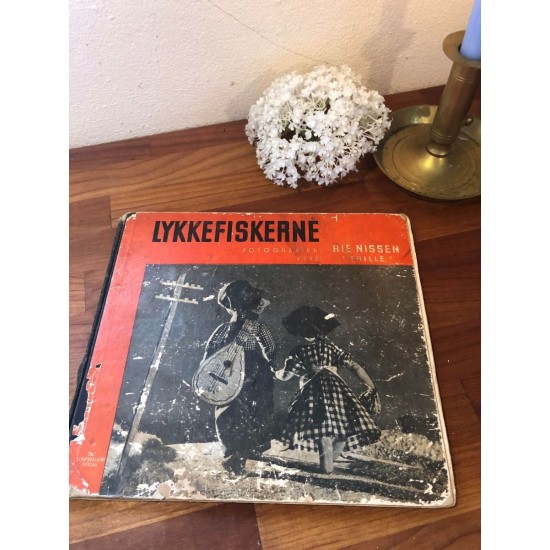 LYKKEFISKERNE
FOTOGRAFIER RIE NISSEN
VERS "TRILLE"